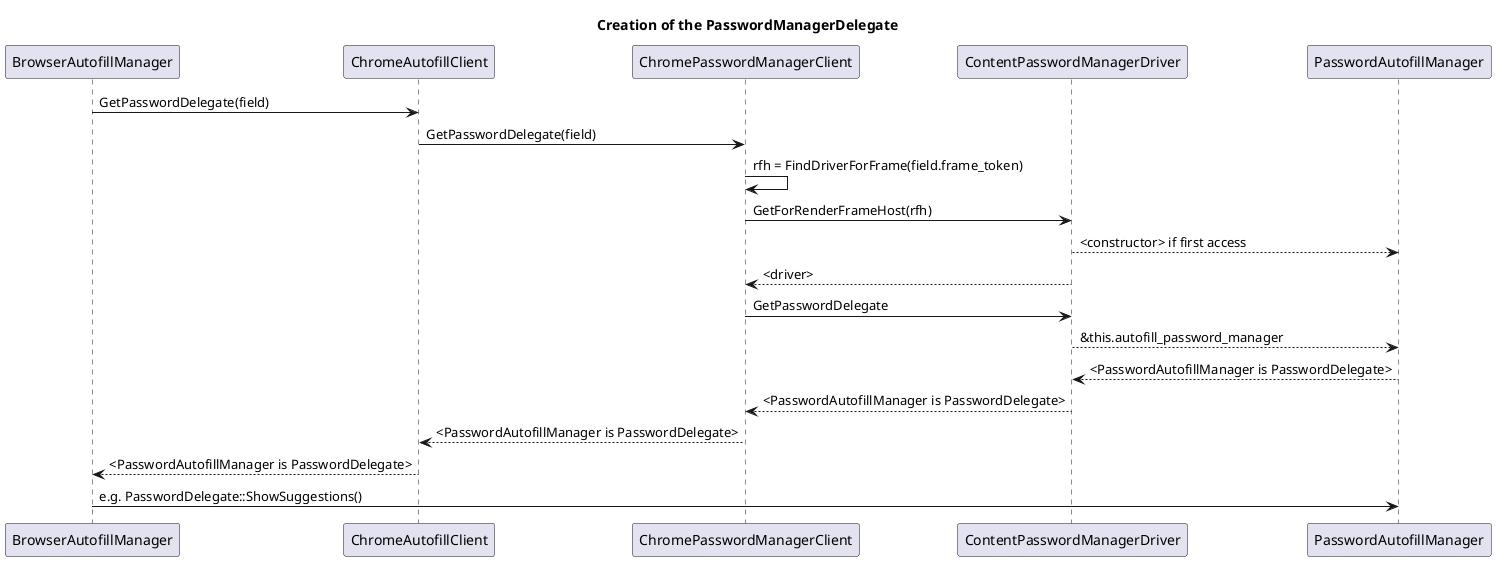 Creation of the PasswordManagerDelegate
BrowserAutofillManager
ChromeAutofillClient
ChromePasswordManagerClient
ContentPasswordManagerDriver
PasswordAutofillManager
GetPasswordDelegate(field)
GetPasswordDelegate(field)
rfh = FindDriverForFrame(field.frame_token)
GetForRenderFrameHost(rfh)
<constructor> if first access
<driver>
GetPasswordDelegate
&this.autofill_password_manager
<PasswordAutofillManager is PasswordDelegate>
<PasswordAutofillManager is PasswordDelegate>
<PasswordAutofillManager is PasswordDelegate>
<PasswordAutofillManager is PasswordDelegate>
e.g. PasswordDelegate::ShowSuggestions()
BrowserAutofillManager
ChromeAutofillClient
ChromePasswordManagerClient
ContentPasswordManagerDriver
PasswordAutofillManager